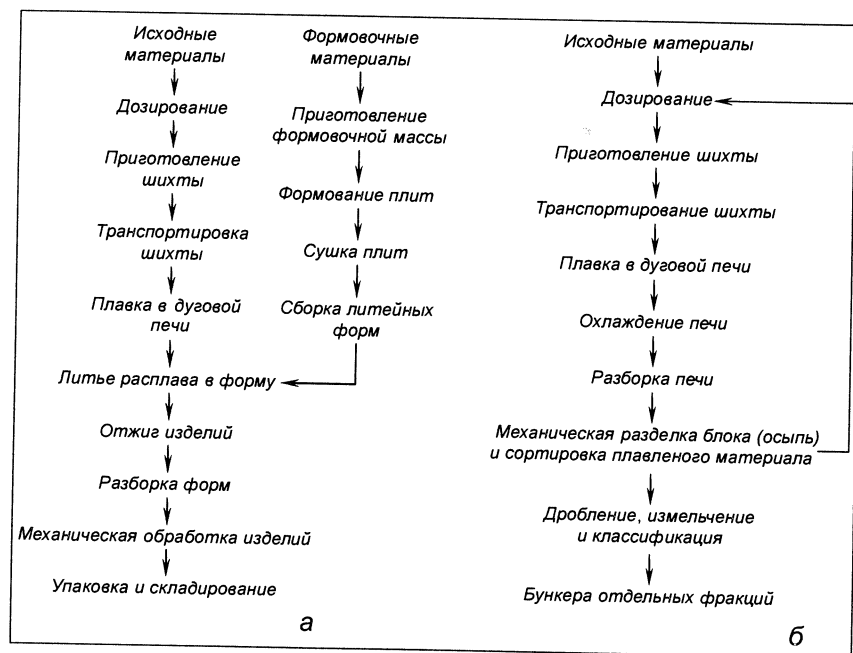 Исходные
материалы
Дозирование
Приготовление
шихты
Транспортировка
шихты
Плавка в дуговой
печи
Литье расплава в форму
Отжиг изделий
Разборка форм
Механическая обработка изделий
Упаковка и складирование
Формовочные
материалы
Приготовление
формовочной массы
Формование плит
Сушка плит
Сборка литейных
форм
а
Исходные материалы
Дозирование
Приготовление шихты
Транспортирование шихты
Плавка в дуговой печи
Охлаждение печи
Разборка печи
Механическая разделка блока (осыпь)
и сортировка плавленого материала
Дробление, измельчение
и классификация
Бункера отдельных фракций
б